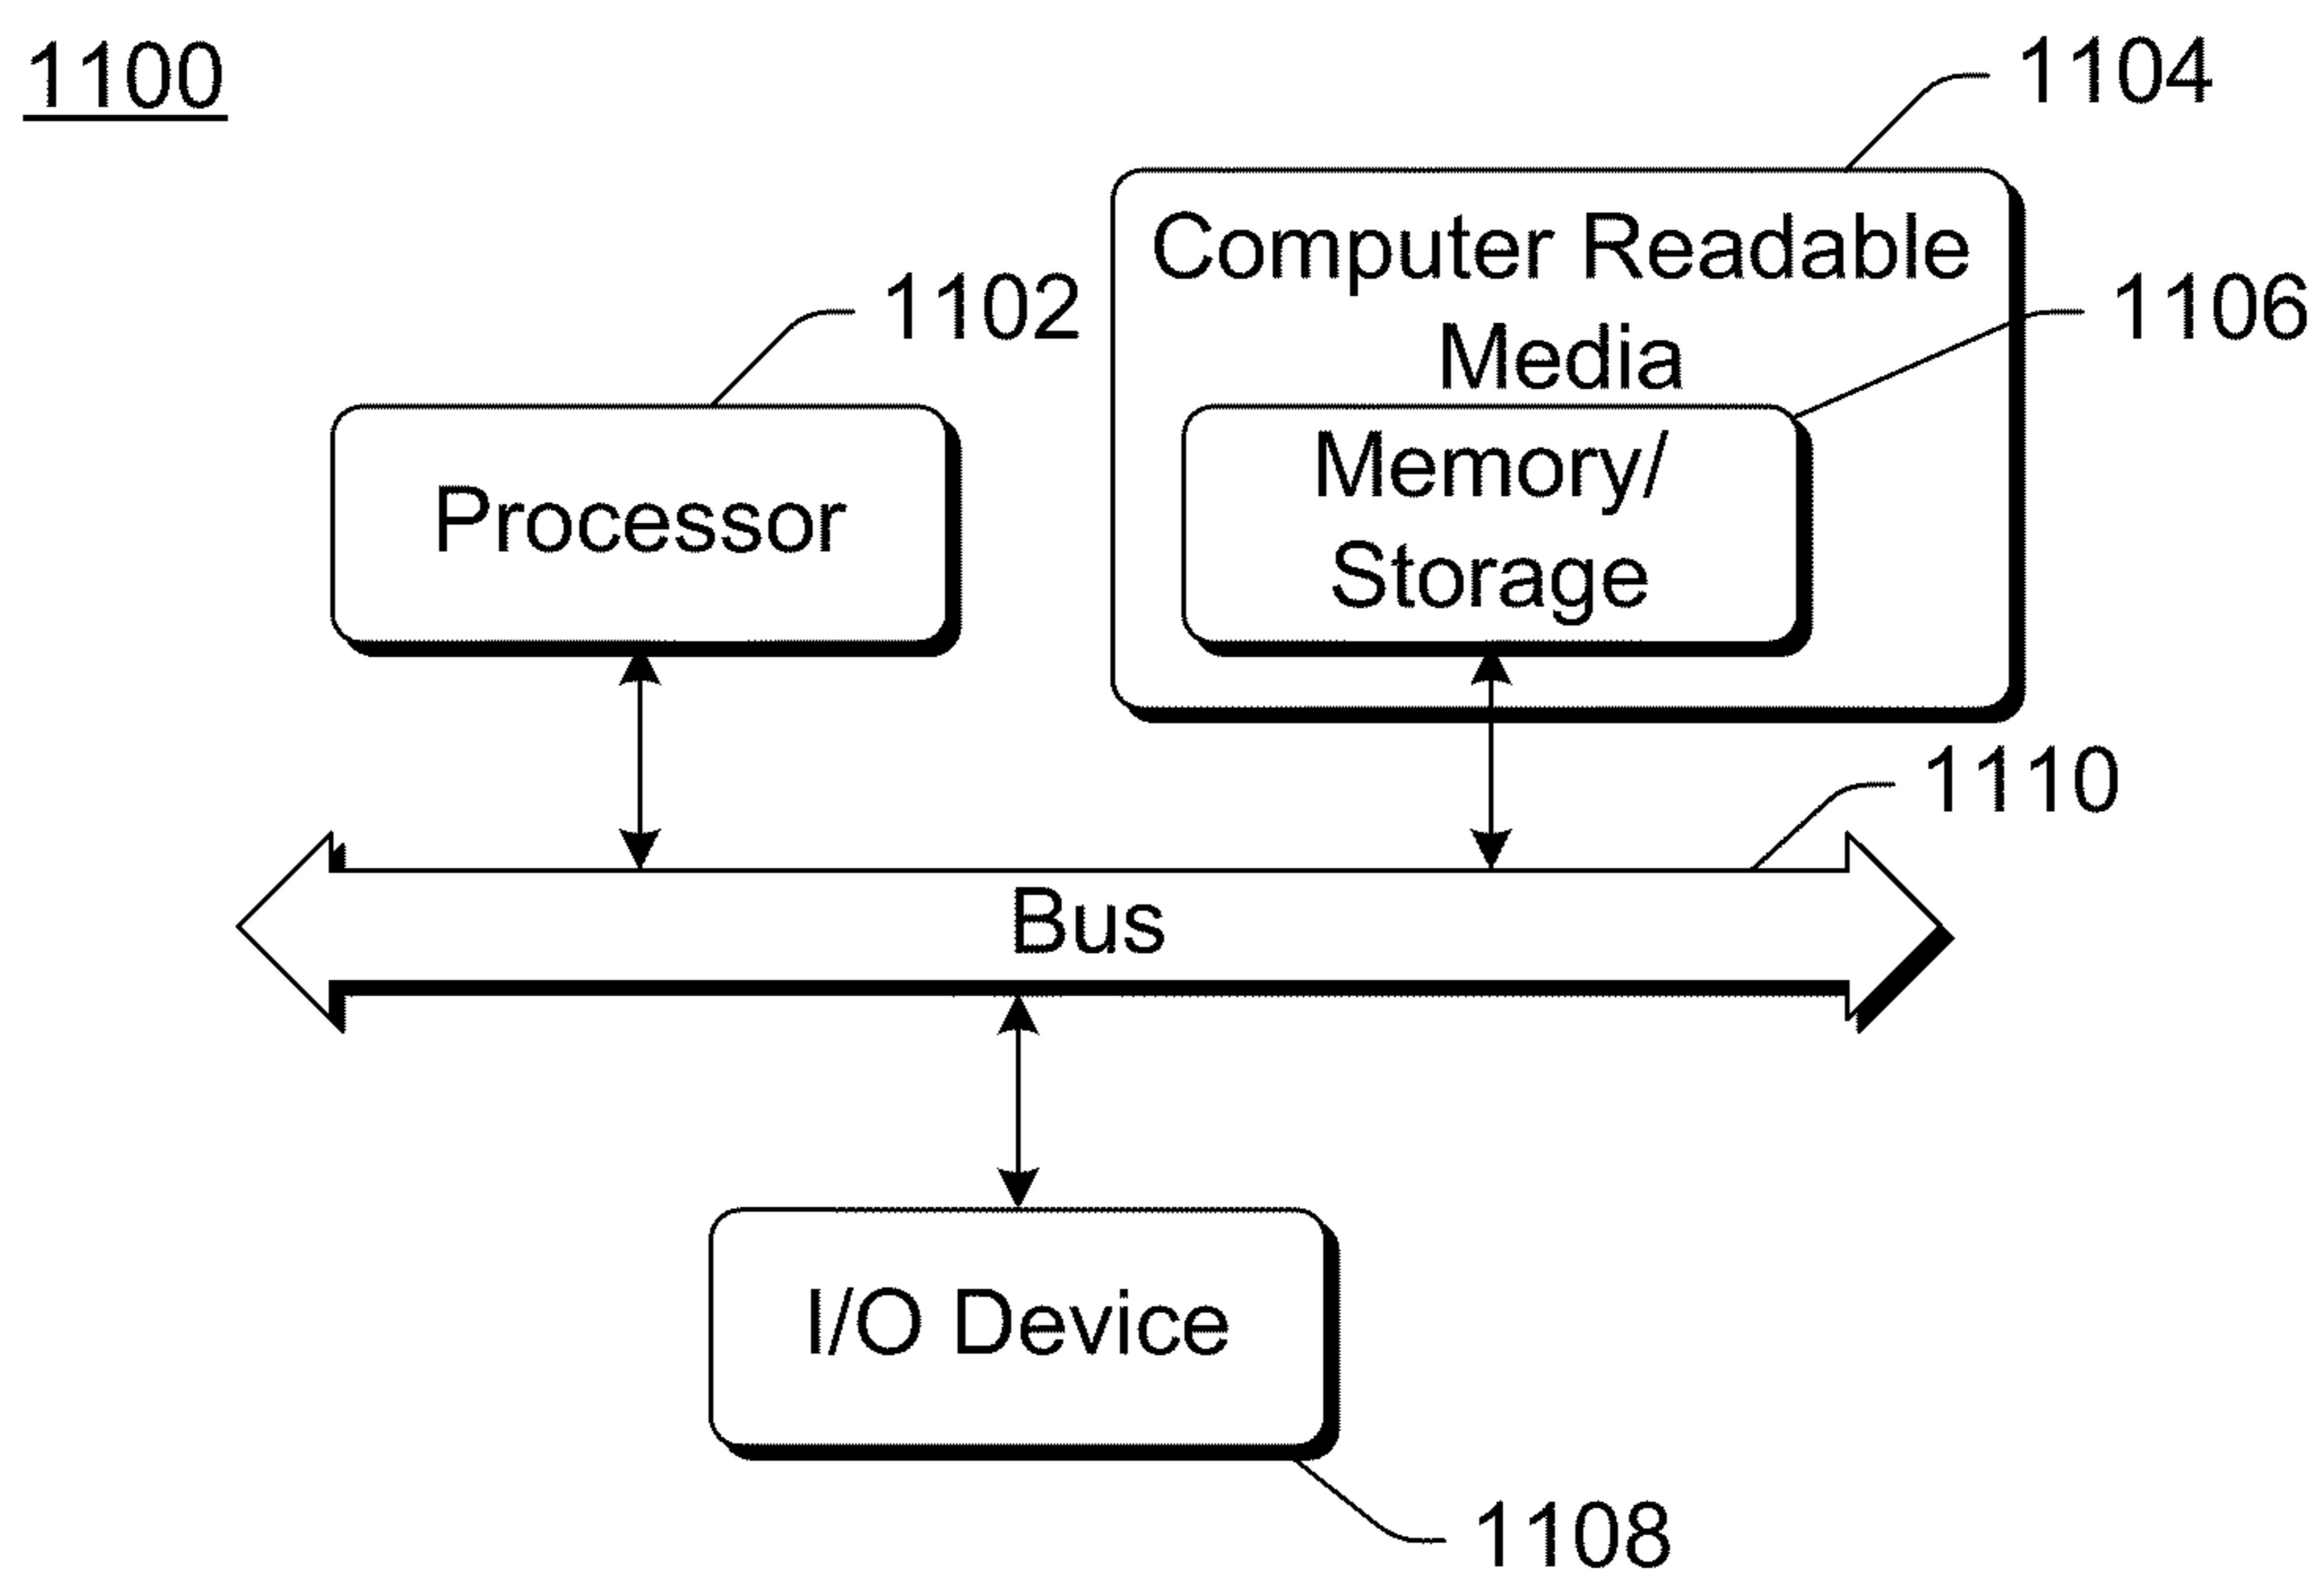 1100
1104
Computer Readable
Media
1102
1106
Processor
Memory/
Storage
1110
Bus
I/O Device
1108